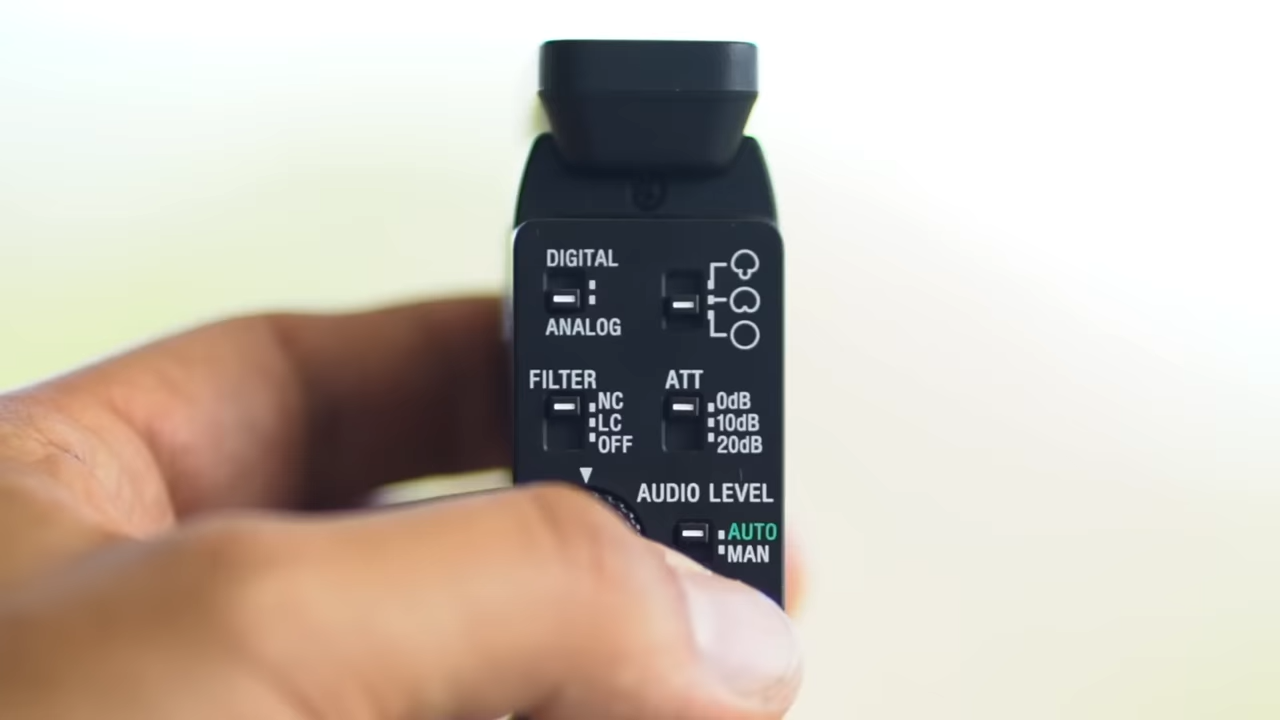 DIGITAL
ANALOG
FILTER
NC
LC
OFF
ATT
0dB
10dB
20dB
AUDIO LEVEL
AUTO
MAN